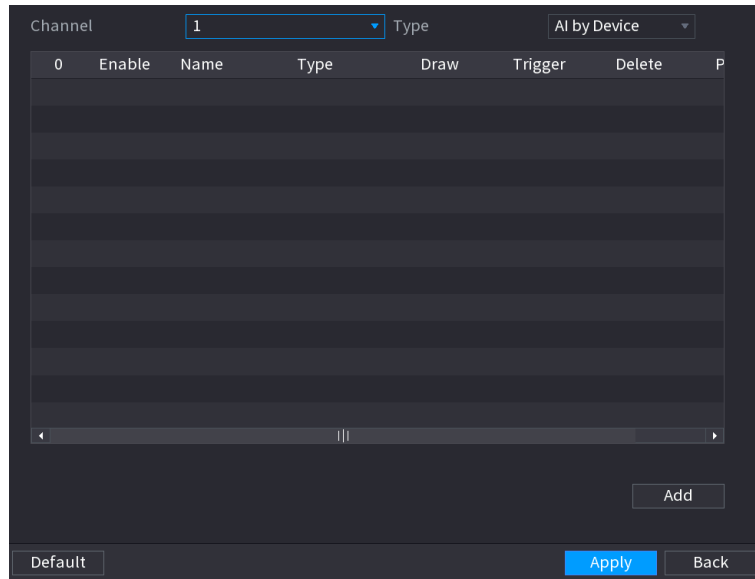 Channel 1 Type AI by Device
0 Enable Name Type Draw Trigger Delete P
Add
Default Apply Back